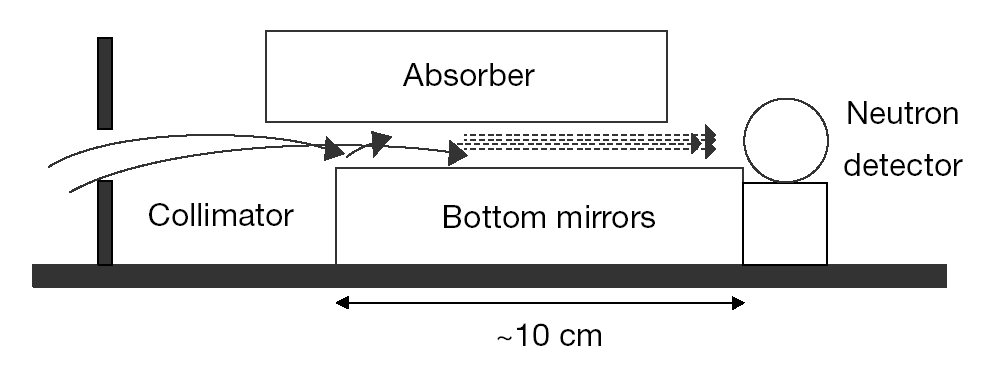 Absorber
Neutron
detector
Collimator
Bottom mirrors
~10 cm